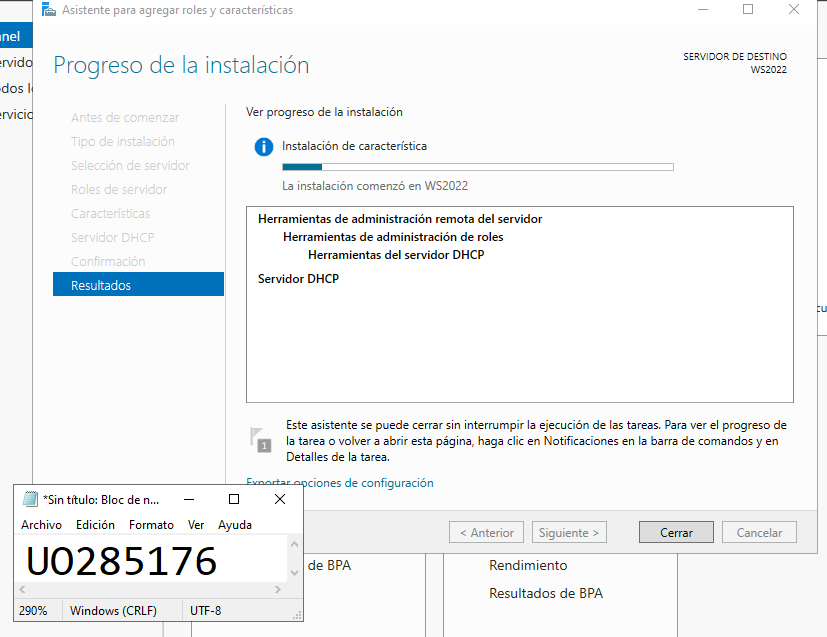 Asistente para agregar roles y características
Progreso de la instalación
SERVIDOR DE DESTINO
WS2022
Antes de comenzar
Tipo de instalación
Selección de servidor
Roles de servidor
Características
Servidor DHCP
Confirmación
Resultados
Ver progreso de la instalación
Instalación de característica
La instalación comenzó en WS2022
Herramientas de administración remota del servidor
Herramientas de administración de roles
Herramientas del servidor DHCP
Servidor DHCP
1
Este asistente se puede cerrar sin interrumpir la ejecución de las tareas. Para ver el progreso de
la tarea o volver a abrir esta página, haga clic en Notificaciones en la barra de comandos y en
Detalles de la tarea.
Exportar opciones de configuración
< Anterior
Siguiente >
Cerrar
Cancelar
*Sin título: Bloc de n...
Archivo Edición Formato Ver Ayuda
UO285176
290% Windows (CRLF) UTF-8
de BPA
Rendimiento
Resultados de BPA